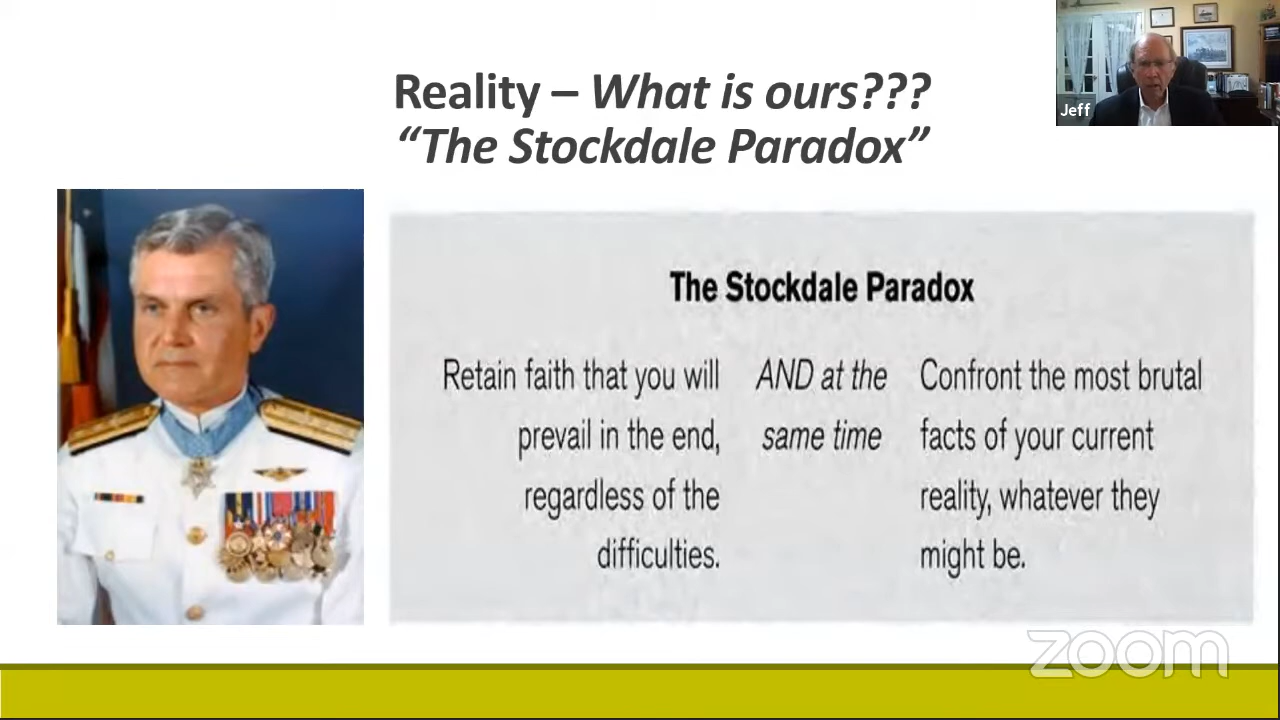 Reality – What is ours???
“The Stockdale Paradox”
Jeff
The Stockdale Paradox
Retain faith that you will
prevail in the end,
regardless of the
difficulties.
AND at the
same time
Confront the most brutal
facts of your current
reality, whatever they
might be.
zoom